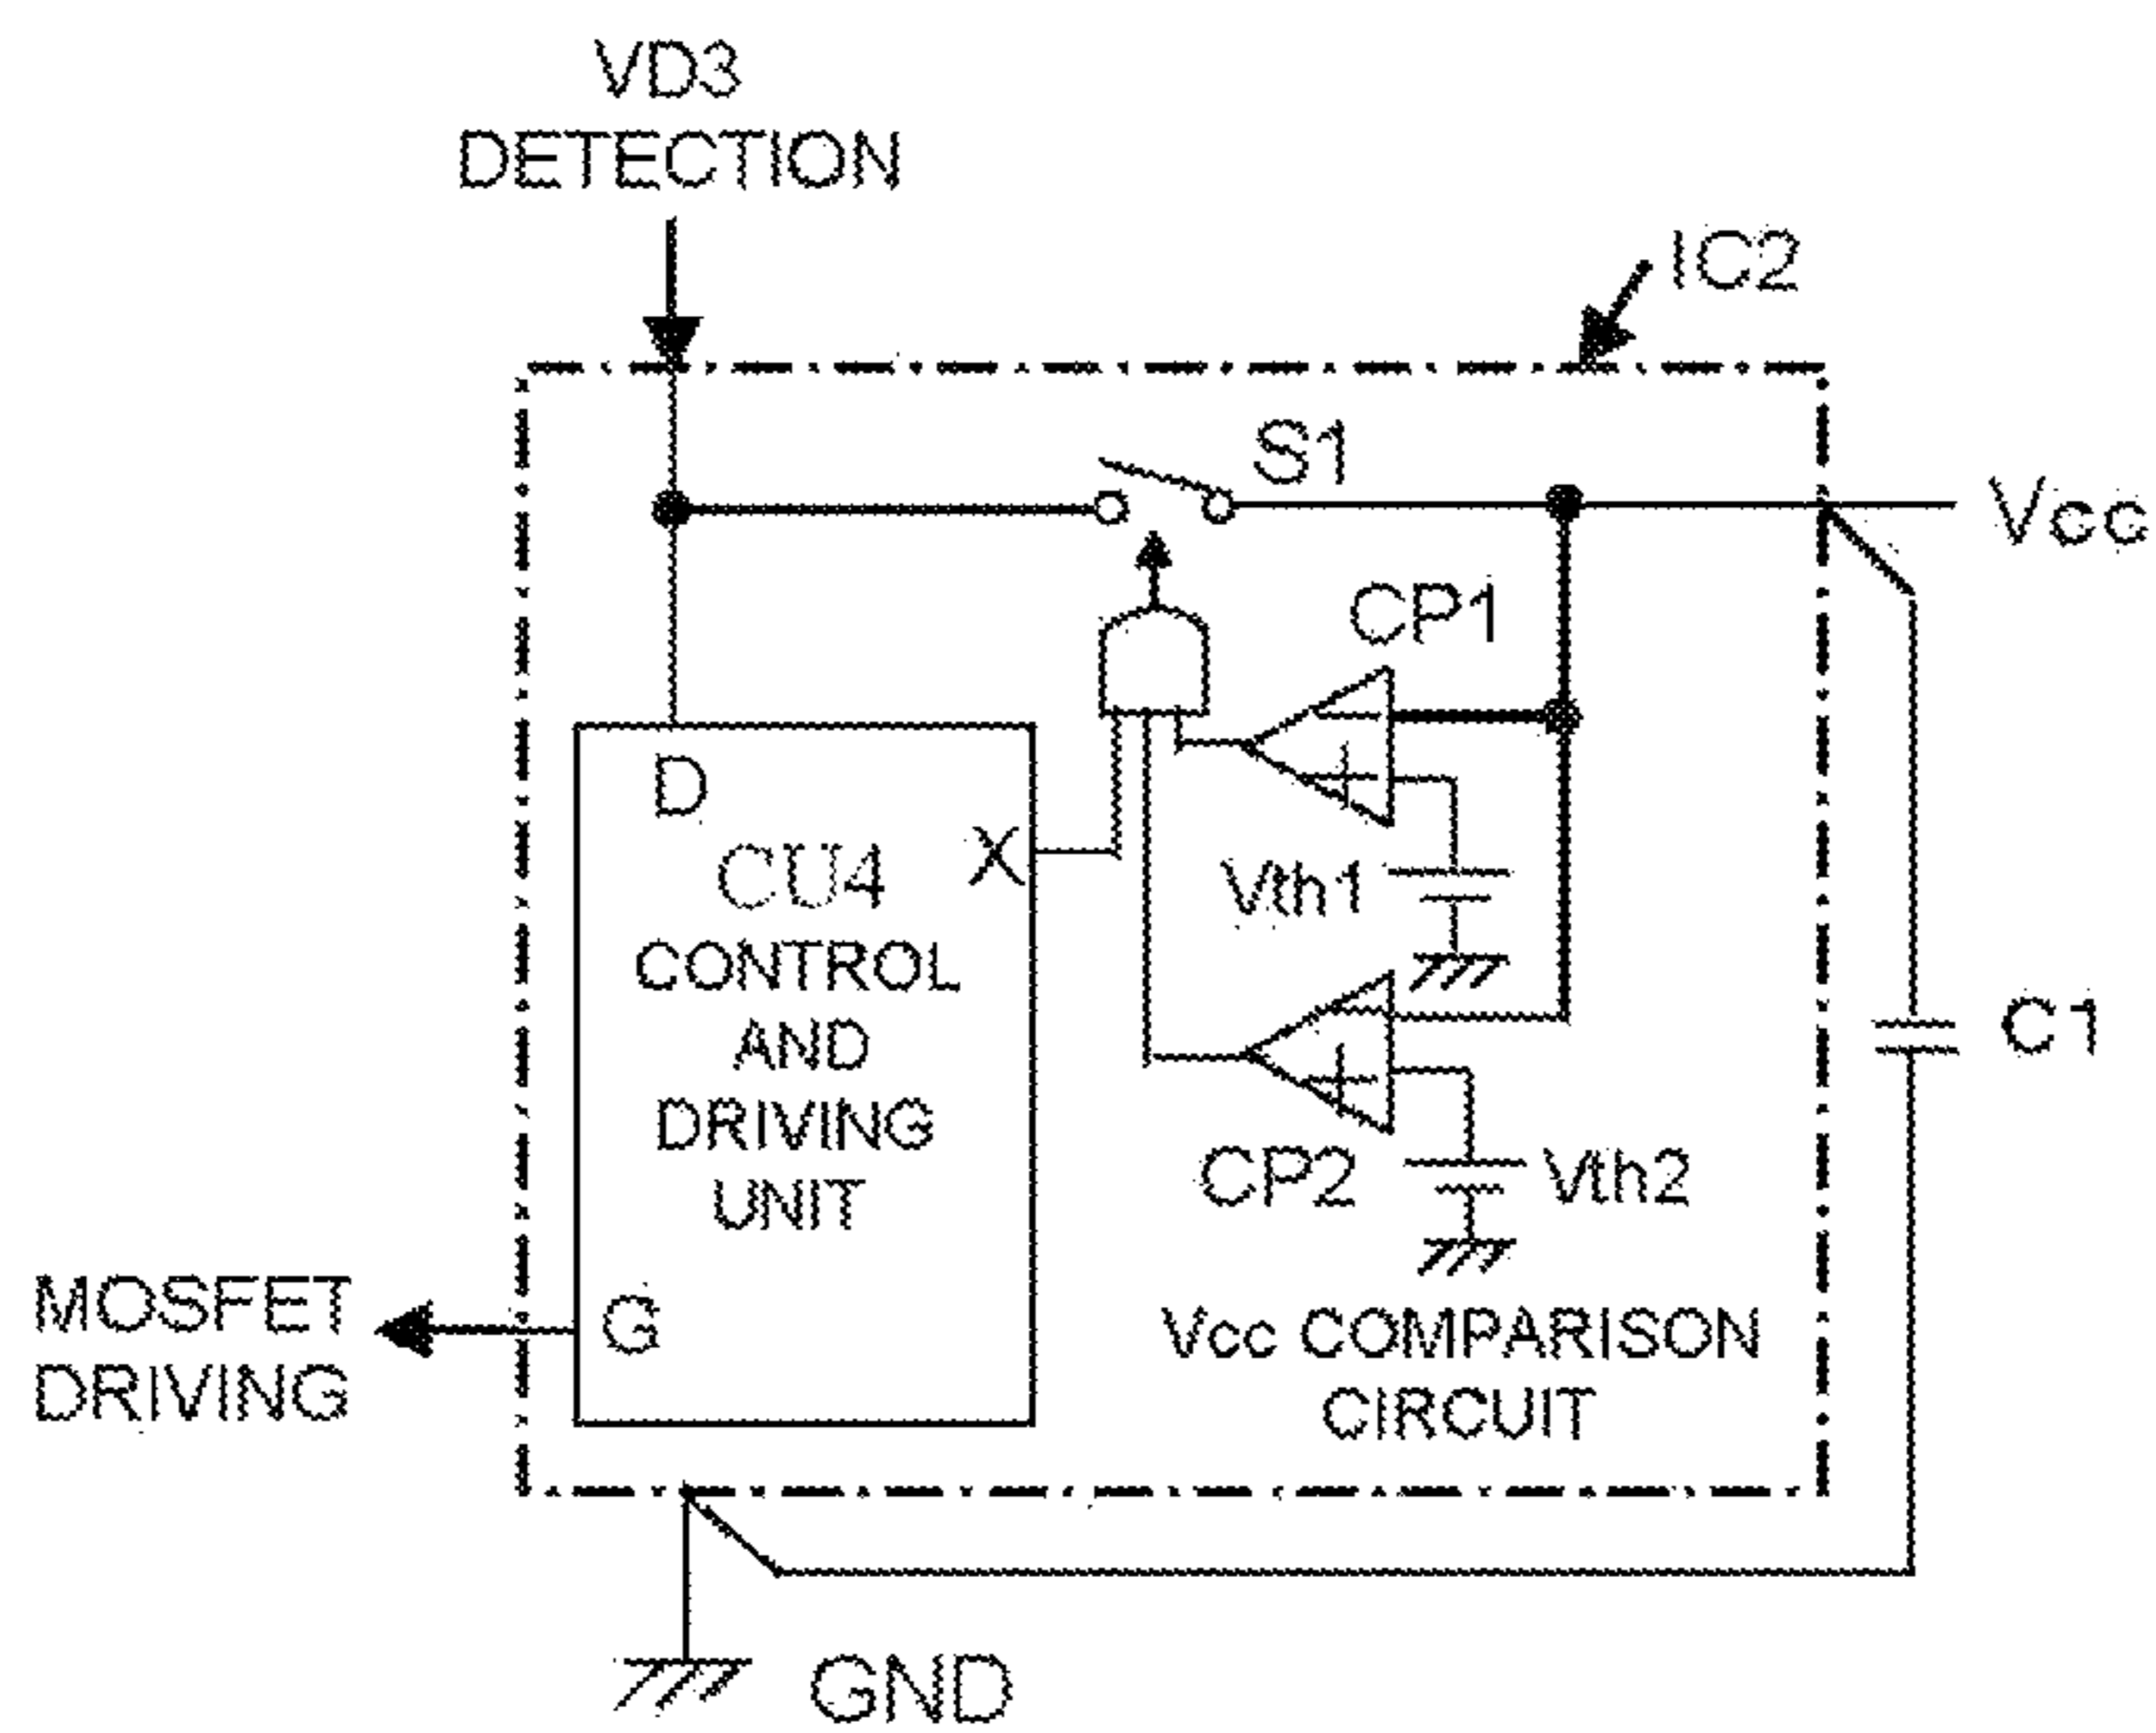 VD3
DETECTION
IC2
S1
Vcc
CP1
D
X
CU4
CONTROL
AND
DRIVING
UNIT
G
Vth1
C1
CP2
Vth2
Vcc COMPARISON
CIRCUIT
MOSFET
DRIVING
GND